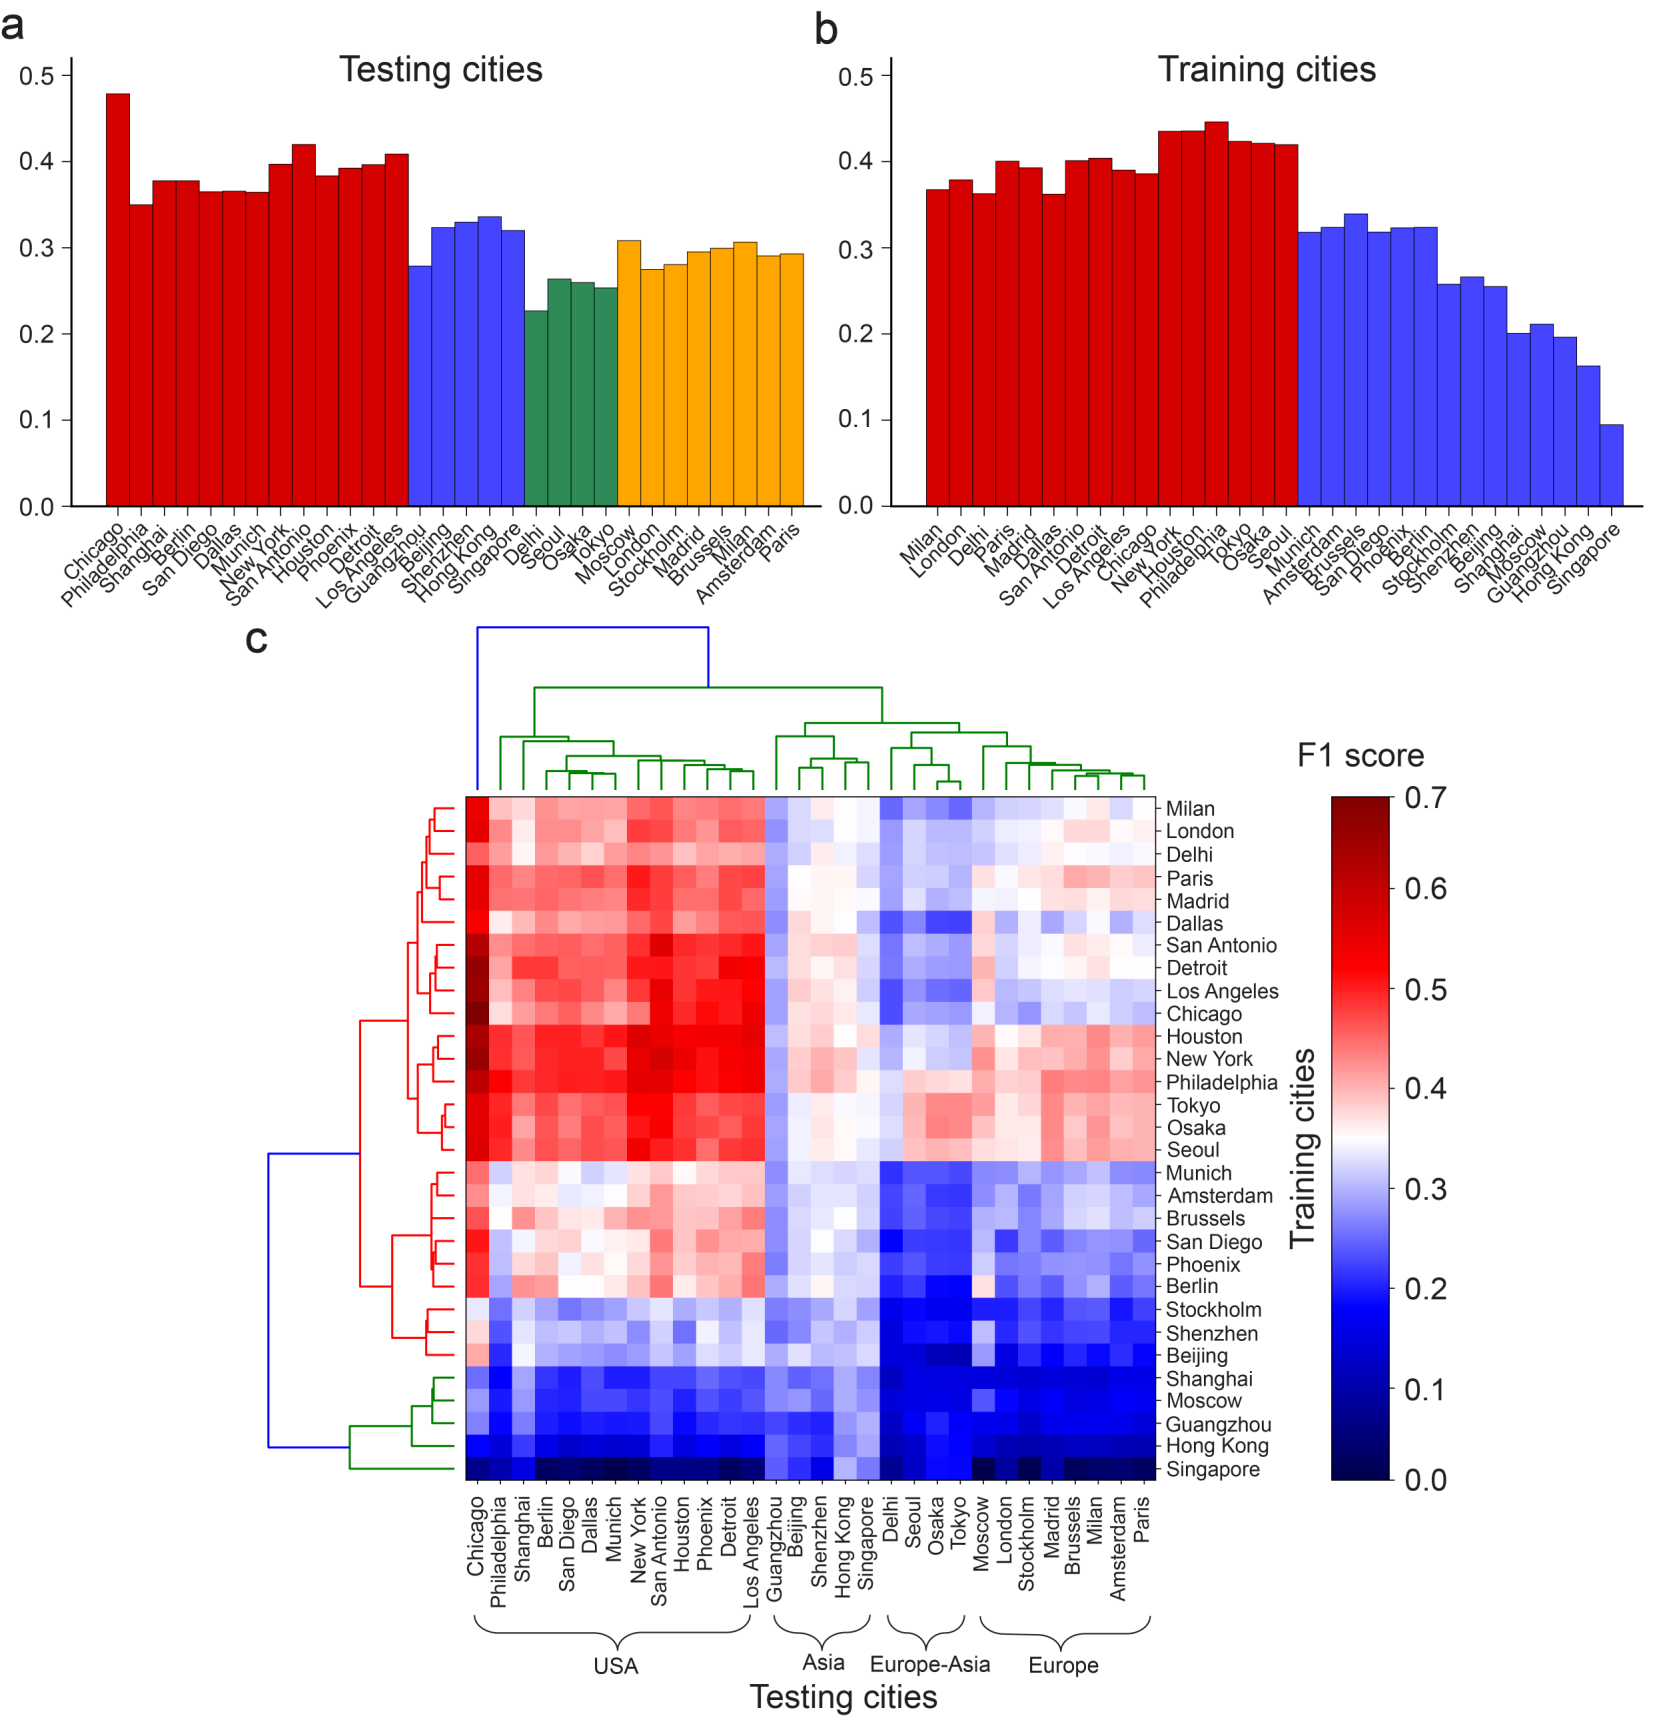 a
Testing cities
0.5
0.4
0.3
0.2
0.1
0.0
Chicago
Philadelphia
Shanghai
Berlin
San Diego
Dallas
Munich
New York
San Antonio
Houston
Phoenix
Detroit
Los Angeles
Guangzhou
Beijing
Shenzhen
Hong Kong
Singapore
Delhi
Seoul
Osaka
Tokyo
Moscow
London
Stockholm
Madrid
Brussels
Milan
Amsterdam
Paris
b
Training cities
0.5
0.4
0.3
0.2
0.1
0.0
Milan
London
Delhi
Paris
Madrid
Dallas
San Antonio
Detroit
Los Angeles
Chicago
New York
Houston
Philadelphia
Tokyo
Osaka
Seoul
Munich
Amsterdam
Brussels
San Diego
Phoenix
Berlin
Stockholm
Shenzhen
Beijing
Shanghai
Moscow
Guangzhou
Hong Kong
Singapore
c
Milan
London
Delhi
Paris
Madrid
Dallas
San Antonio
Detroit
Los Angeles
Chicago
Houston
New York
Philadelphia
Tokyo
Osaka
Seoul
Munich
Amsterdam
Brussels
San Diego
Phoenix
Berlin
Stockholm
Shenzhen
Beijing
Shanghai
Moscow
Guangzhou
Hong Kong
Singapore
Training cities
F1 score
0.7
0.6
0.5
0.4
0.3
0.2
0.1
0.0
Chicago
Philadelphia
Shanghai
Berlin
San Diego
Dallas
Munich
New York
San Antonio
Houston
Phoenix
Detroit
Los Angeles
Guangzhou
Beijing
Shenzhen
Hong Kong
Singapore
Delhi
Seoul
Osaka
Tokyo
Moscow
London
Stockholm
Madrid
Brussels
Milan
Amsterdam
Paris
USA
Asia
Europe-Asia
Europe
Testing cities